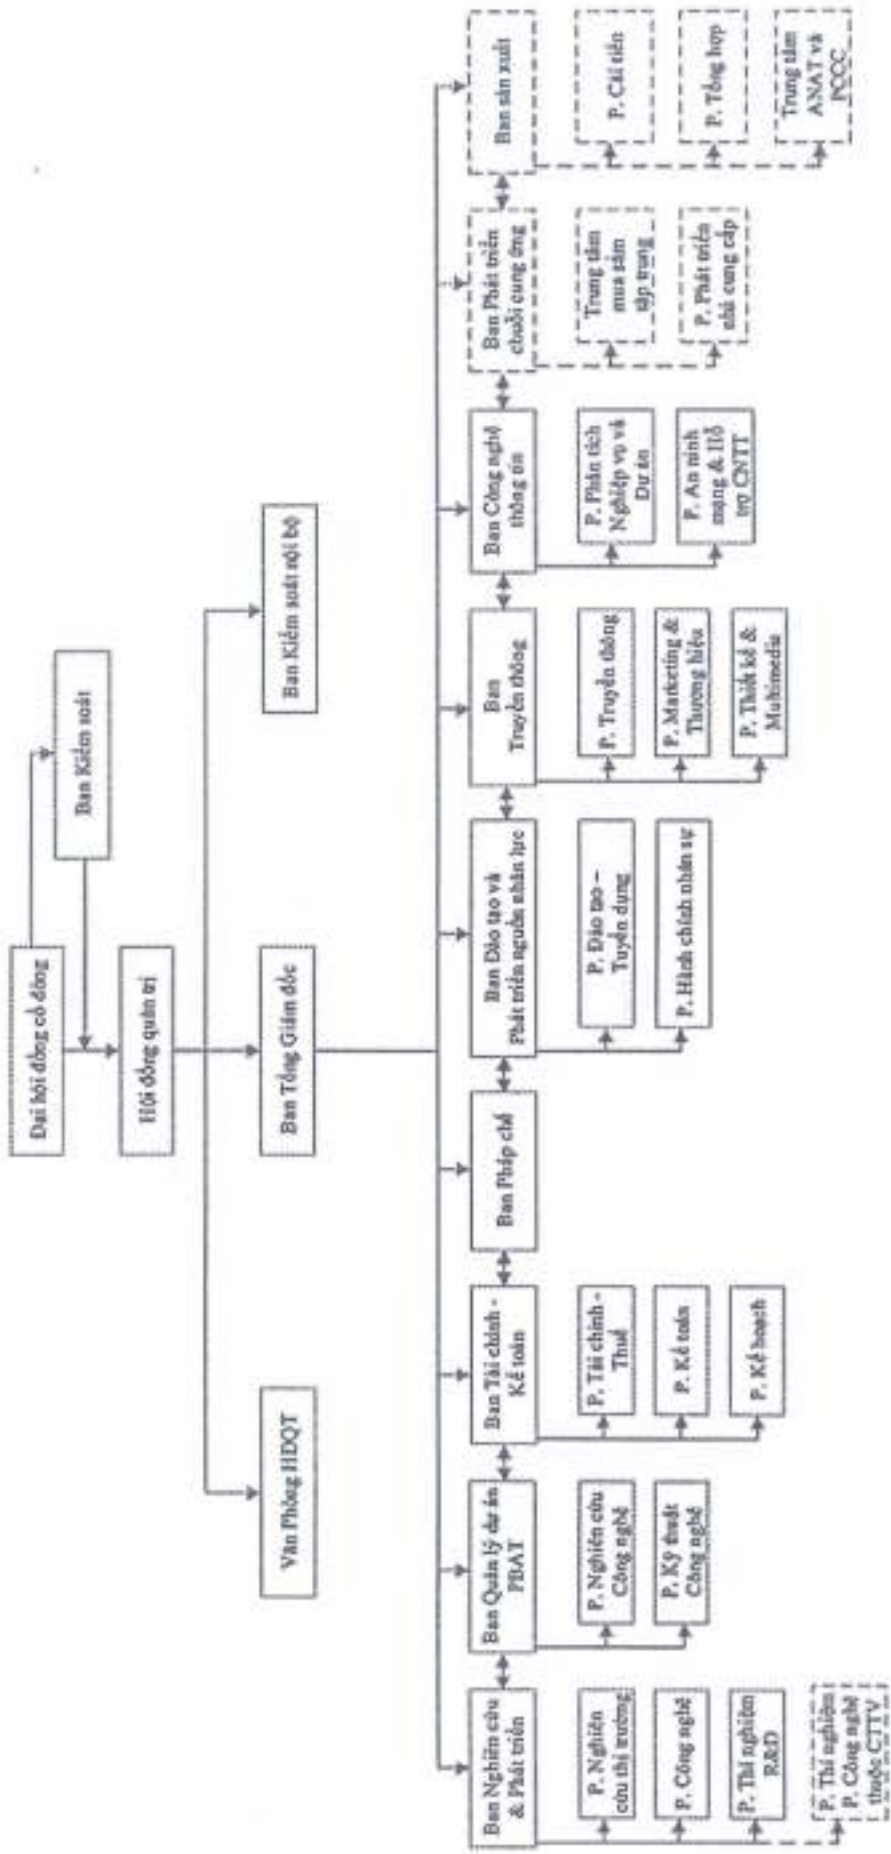 Đại hội đồng cổ đông
Ban Kiểm soát
Hội đồng quản trị
Văn Phòng HĐQT
Ban Tổng Giám đốc
Ban Kiểm soát nội bộ
Ban Nghiên cứu
& Phát triển
P. Nghiên
cứu thị trường
P. Công nghệ
P. Thí nghiệm
R&D
P. Thí nghiệm
P. Công nghệ
thuộc CTTV
Ban Quản lý dự án
PBAT
P. Nghiên cứu
Công nghệ
P. Kỹ thuật
Công nghệ
Ban Tài chính -
Kế toán
P. Tài chính -
Thuế
P. Kế toán
P. Kế hoạch
Ban Pháp chế
Ban Đào tạo và
Phát triển nguồn nhân lực
P. Đào tạo –
Tuyển dụng
P. Hành chính nhân sự
Ban
Truyền thông
P. Truyền thông
P. Marketing &
Thương hiệu
P. Thiết kế &
Multimedia
Ban Công nghệ
thông tin
P. Phân tích
Nghiệp vụ và
Dự án
P. An ninh
mạng & Hỗ
trợ CNTT
Ban Phát triển
chuỗi cung ứng
Trung tâm
mua sắm
tập trung
P. Phát triển
nhà cung cấp
Ban sản xuất
P. Cải tiến
P. Tổng hợp
Trung tâm
ANAT và
PCCC